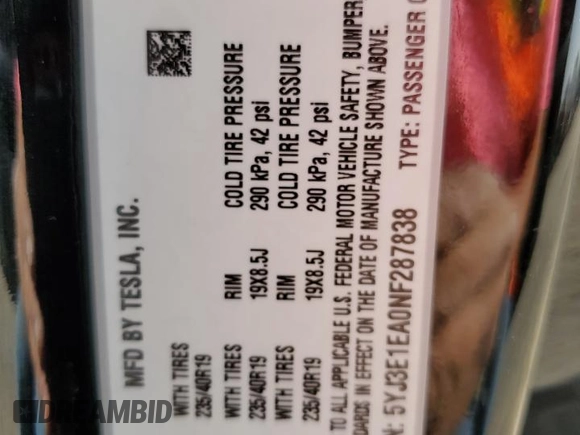 MFD BY TESLA, INC.
WITH TIRES
235/40R19
WITH TIRES RIM COLD TIRE PRESSURE
235/40R19 19X8.5J 290 kPa, 42 psi
WITH TIRES RIM COLD TIRE PRESSURE
235/40R19 19X8.5J 290 kPa, 42 psi
TO ALL APPLICABLE U.S. FEDERAL MOTOR VEHICLE SAFETY, BUMPER
DARDS IN EFFECT ON THE DATE OF MANUFACTURE SHOWN ABOVE.
N: 5YJ3E1EA0NF287838 TYPE: PASSENGER
DREAMBID